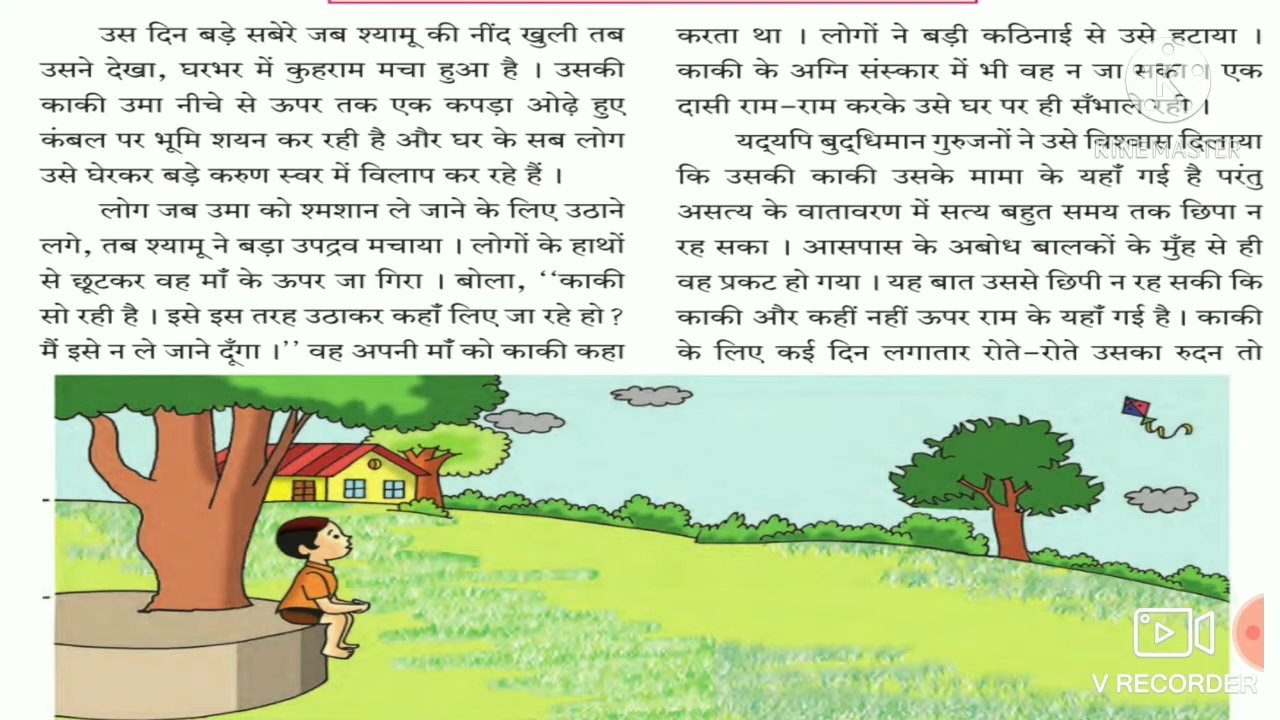 उस दिन बड़े सबेरे जब श्यामू की नींद खुली तब
उसने देखा, घरभर में कुहराम मचा हुआ है । उसकी
काकी उमा नीचे से ऊपर तक एक कपड़ा ओढ़े हुए
कंबल पर भूमि शयन कर रही है और घर के सब लोग
उसे घेरकर बड़े करुण स्वर में विलाप कर रहे हैं ।
लोग जब उमा को श्मशान ले जाने के लिए उठाने
लगे, तब श्यामू ने बड़ा उपद्रव मचाया । लोगों के हाथों
से छूटकर वह माँ के ऊपर जा गिरा । बोला, ‘‘काकी
सो रही है । इसे इस तरह उठाकर कहाँ लिए जा रहे हो ?
मैं इसे न ले जाने दूँगा ।’’ वह अपनी माँ को काकी कहा
करता था । लोगों ने बड़ी कठिनाई से उसे हटाया ।
काकी के अग्नि संस्कार में भी वह न जा सका । एक
दासी राम-राम करके उसे घर पर ही सँभाले रही ।
यद्यपि बुद्धिमान गुरुजनों ने उसे विश्वास दिलाया
कि उसकी काकी उसके मामा के यहाँ गई है परंतु
असत्य के वातावरण में सत्य बहुत समय तक छिपा न
रह सका । आसपास के अबोध बालकों के मुँह से ही
वह प्रकट हो गया । यह बात उससे छिपी न रह सकी कि
काकी और कहीं नहीं ऊपर राम के यहाँ गई है । काकी
के लिए कई दिन लगातार रोते-रोते उसका रुदन तो
K
KINEMASTER
V RECORDER